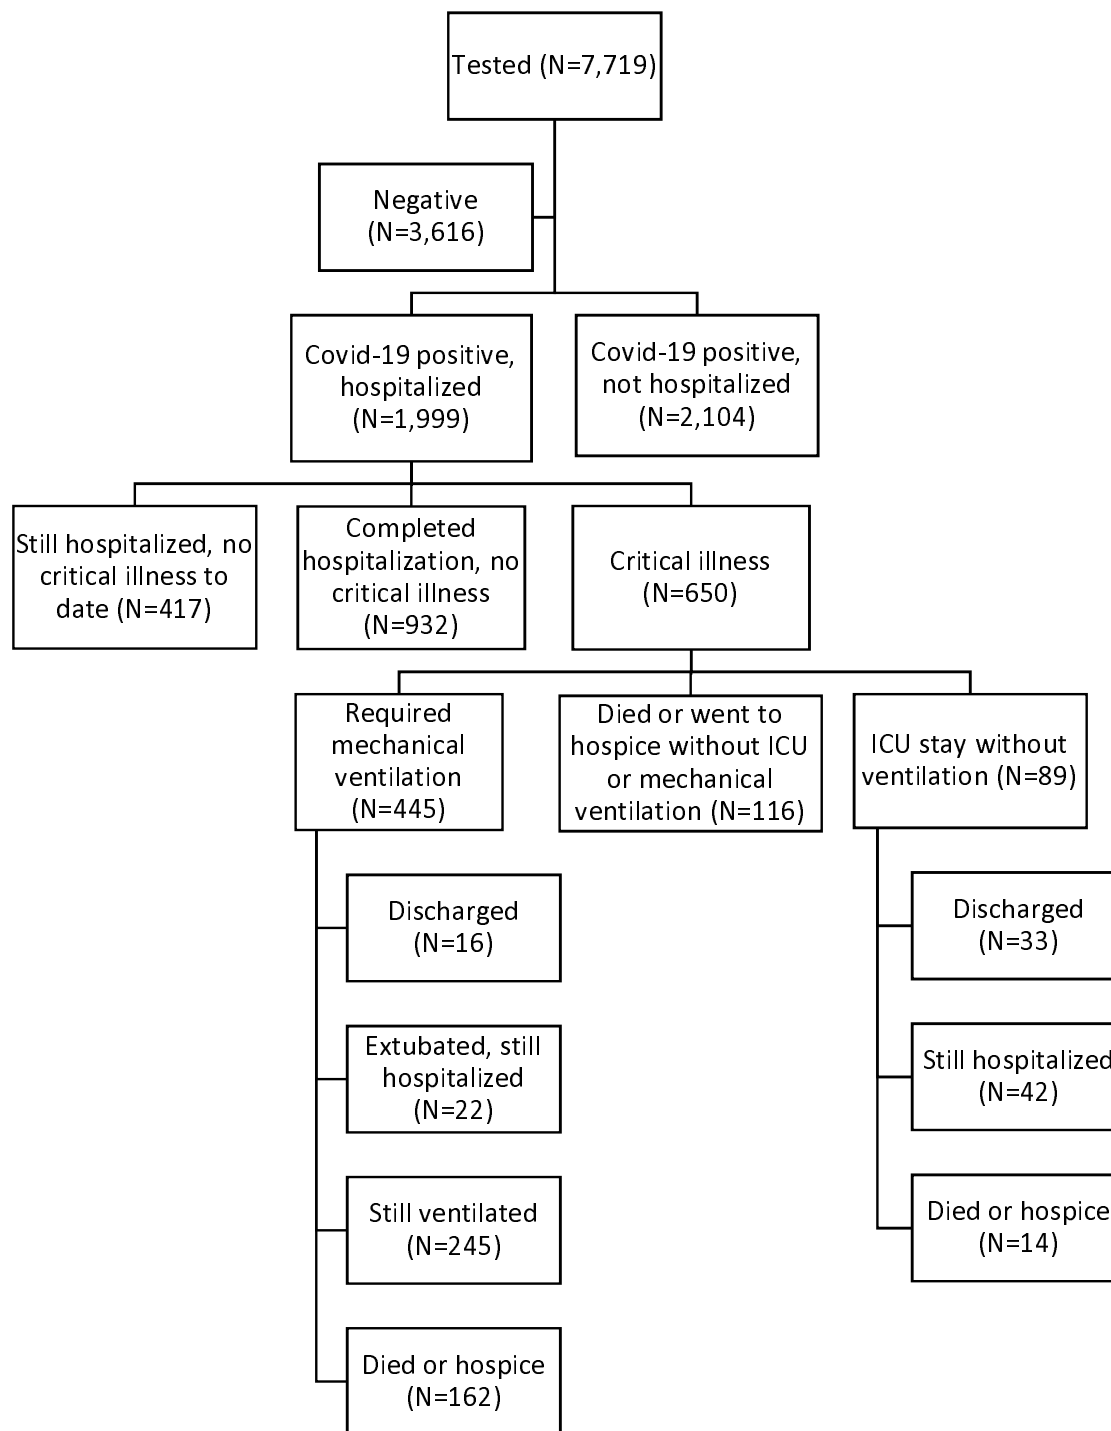 Tested (N=7,719)
Negative
(N=3,616)
Covid-19 positive,
hospitalized
(N=1,999)
Covid-19 positive,
not hospitalized
(N=2,104)
Still hospitalized, no
critical illness to
date (N=417)
Completed
hospitalization, no
critical illness
(N=932)
Critical illness
(N=650)
Required
mechanical
ventilation
(N=445)
Died or went to
hospice without ICU
or mechanical
ventilation (N=116)
ICU stay without
ventilation (N=89)
Discharged
(N=16)
Extubated, still
hospitalized
(N=22)
Still ventilated
(N=245)
Died or hospice
(N=162)
Discharged
(N=33)
Still hospitalized
(N=42)
Died or hospice
(N=14)